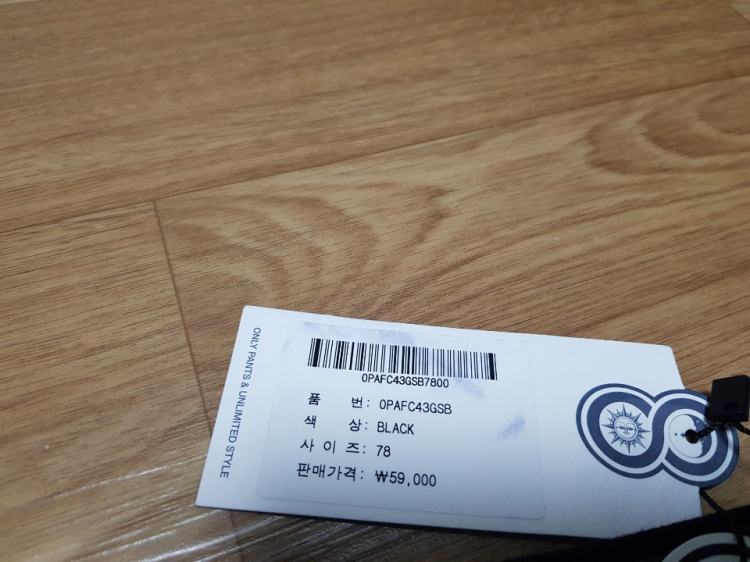 ONLY PANTS & UNLIMITED STYLE
0PAFC43GSB7800
품 번: 0PAFC43GSB
색 상: BLACK
사 이 즈: 78
판매가격: ₩59,000